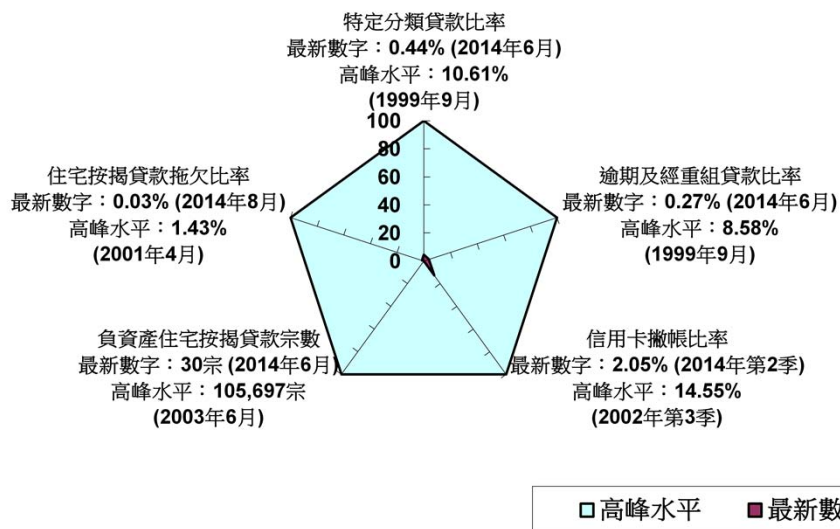 特定分類貸款比率
最新數字：0.44% (2014年6月)
高峰水平：10.61%
(1999年9月)
100
80
60
40
20
0
住宅按揭貸款拖欠比率
最新數字：0.03% (2014年8月)
高峰水平：1.43%
(2001年4月)
逾期及經重組貸款比率
最新數字：0.27% (2014年6月)
高峰水平：8.58%
(1999年9月)
負資產住宅按揭貸款宗數
最新數字：30宗 (2014年6月)
高峰水平：105,697宗
(2003年6月)
信用卡撇帳比率
最新數字：2.05% (2014年第2季)
高峰水平：14.55%
(2002年第3季)
高峰水平
最新數